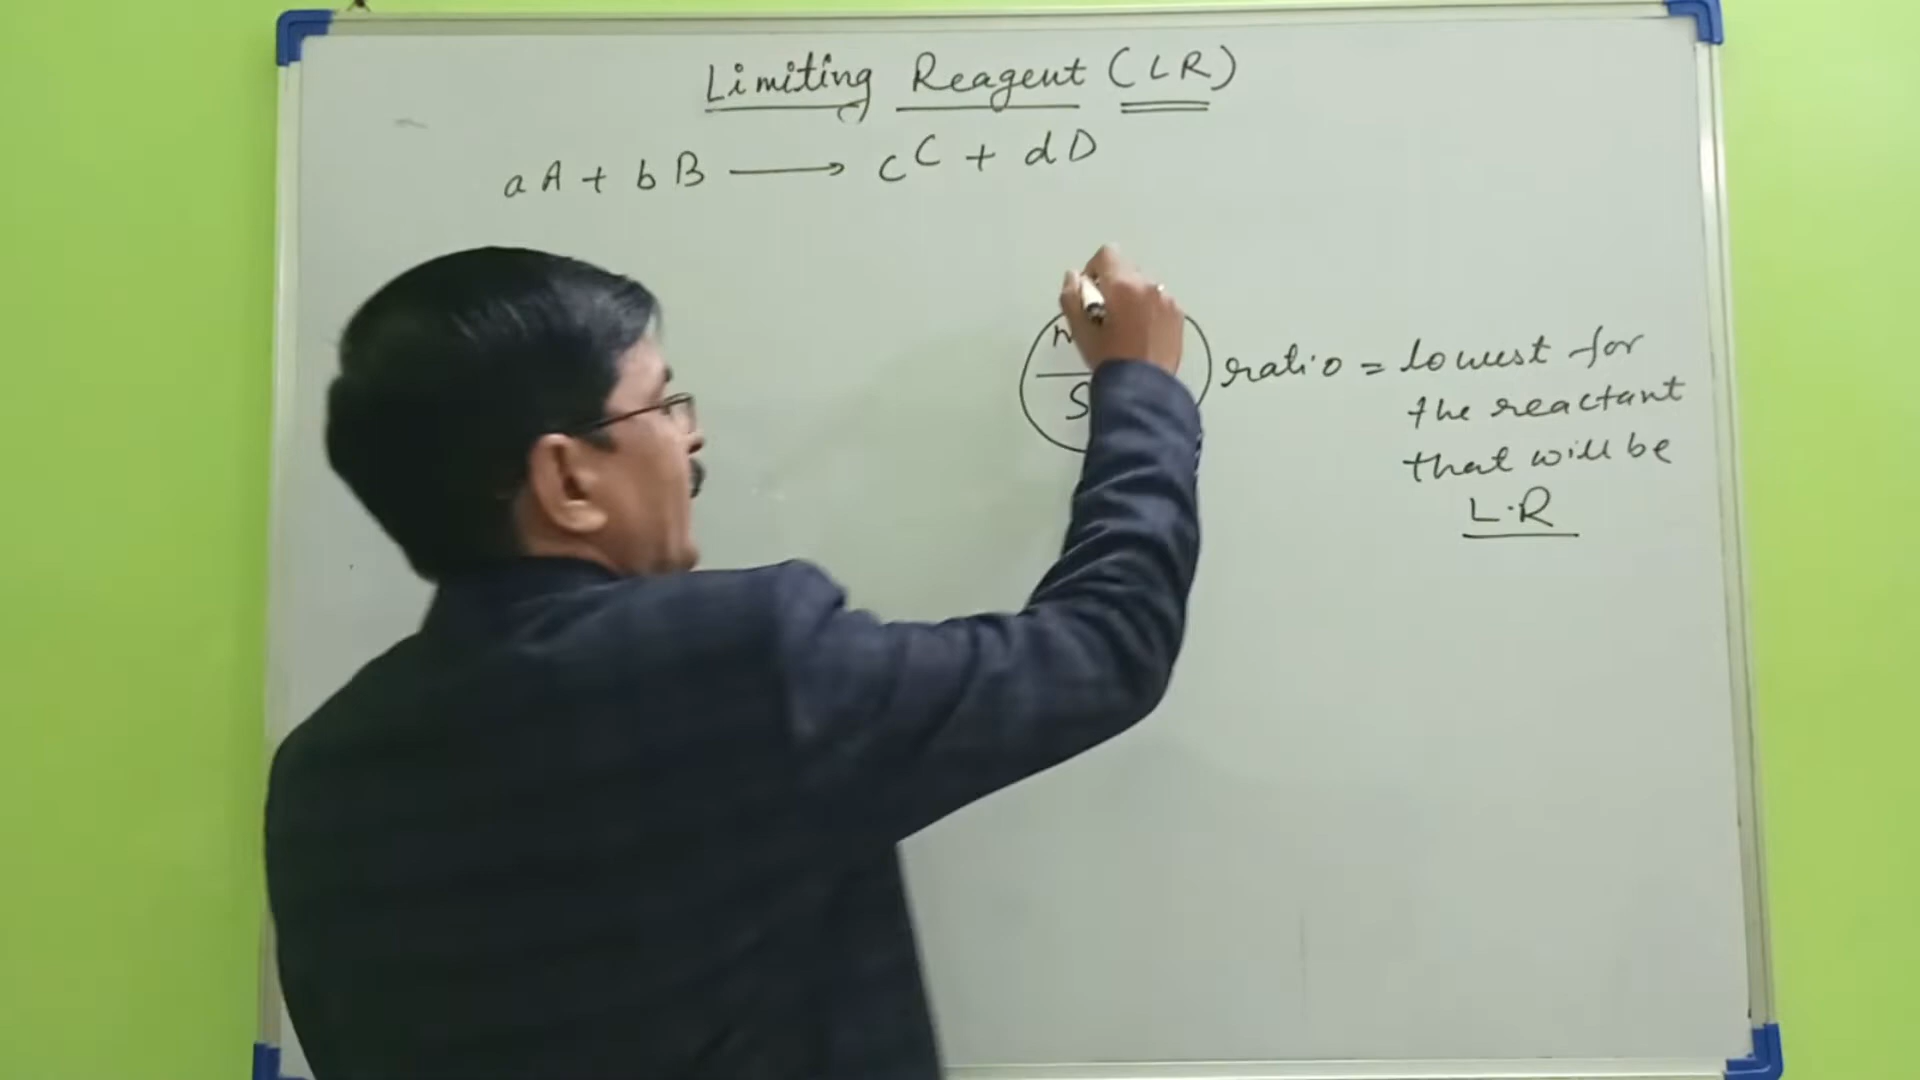 Limiting Reagent (LR)
aA + bB ⟶ cC + dD
ratio = lowest for
the reactant
that will be
L.R